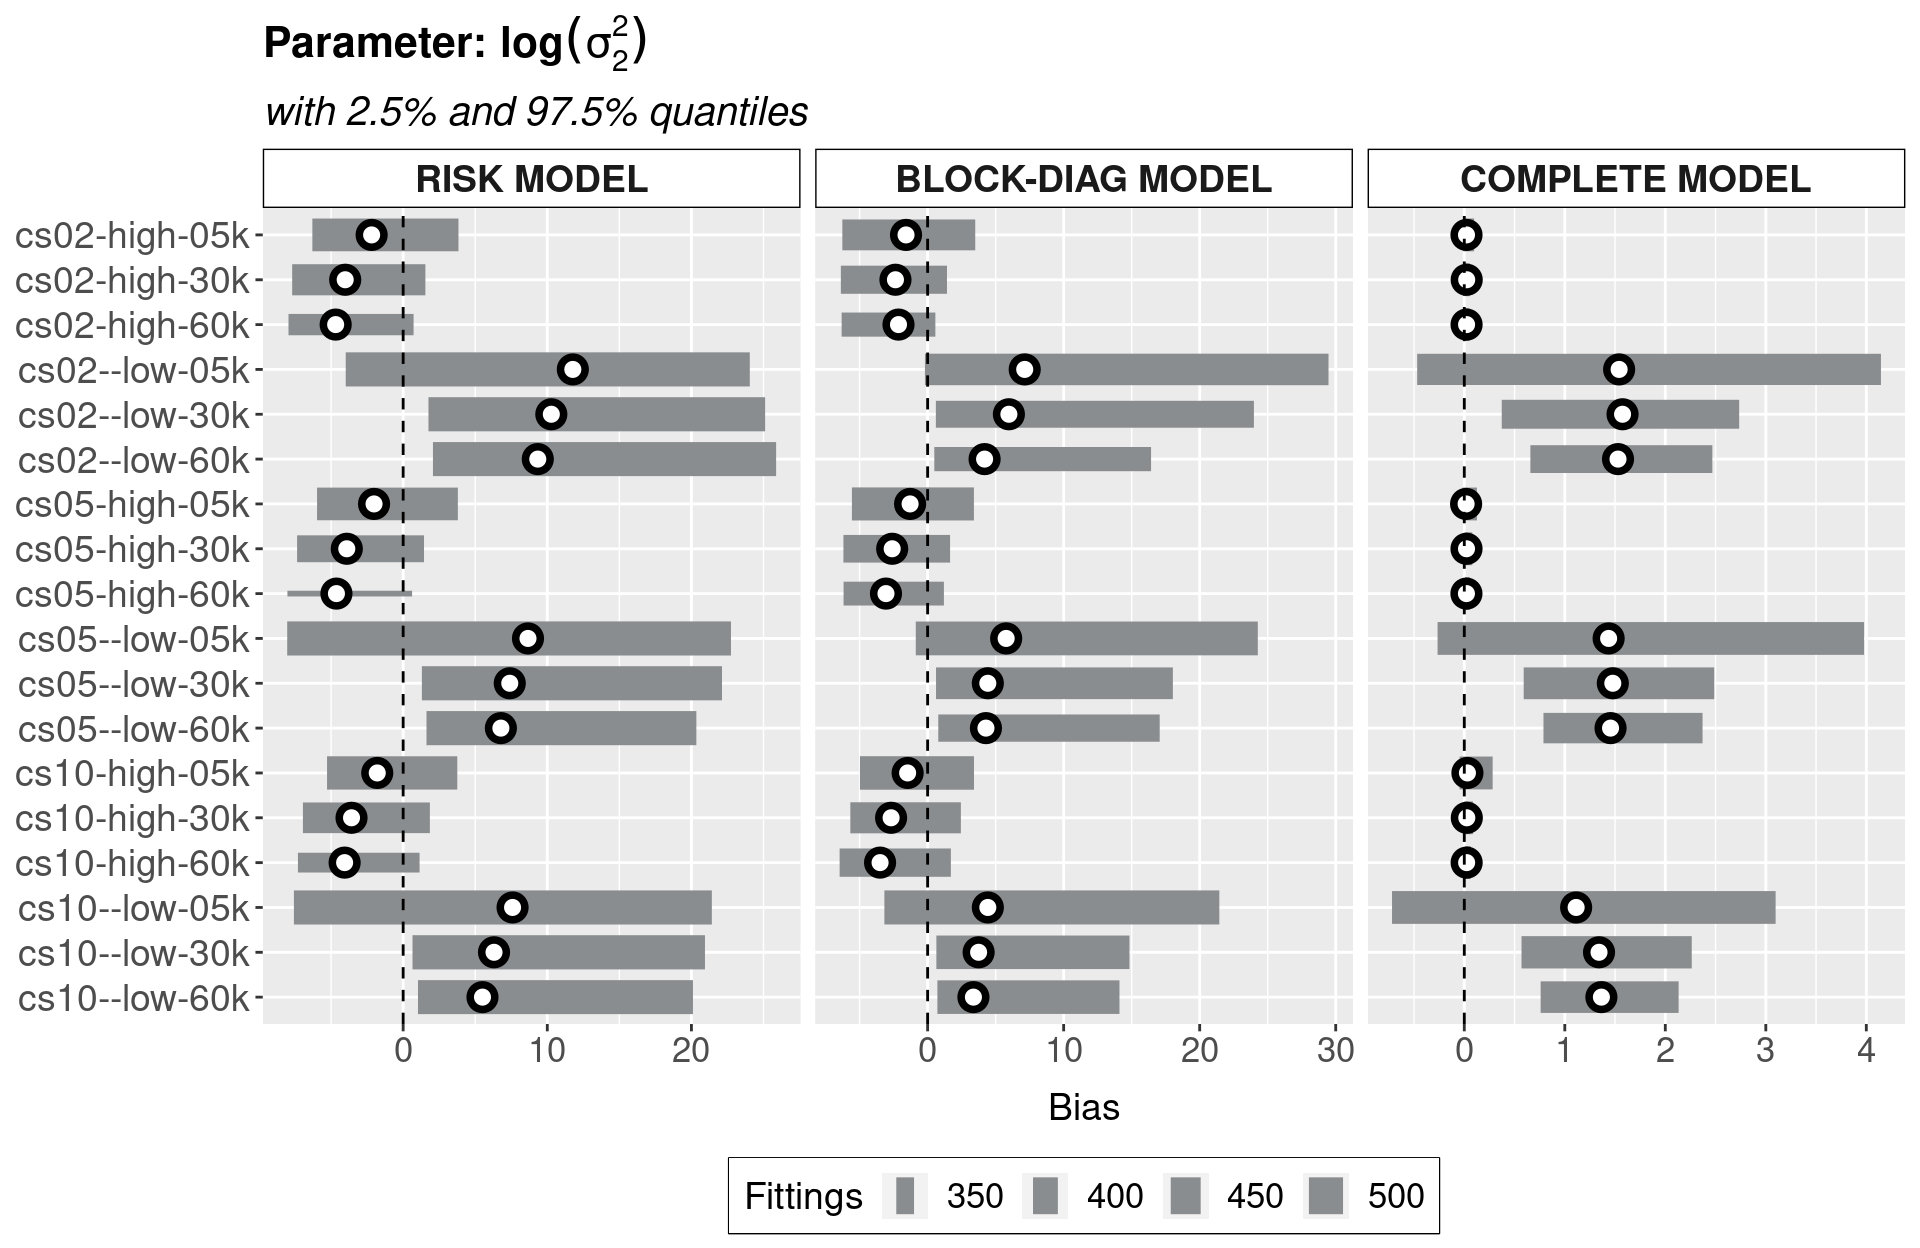 Parameter: log(σ₂²)
with 2.5% and 97.5% quantiles
RISK MODEL BLOCK-DIAG MODEL COMPLETE MODEL
cs02-high-05k
cs02-high-30k
cs02-high-60k
cs02--low-05k
cs02--low-30k
cs02--low-60k
cs05-high-05k
cs05-high-30k
cs05-high-60k
cs05--low-05k
cs05--low-30k
cs05--low-60k
cs10-high-05k
cs10-high-30k
cs10-high-60k
cs10--low-05k
cs10--low-30k
cs10--low-60k
0 10 20 0 10 20 30 0 1 2 3 4
Bias
Fittings 350 400 450 500